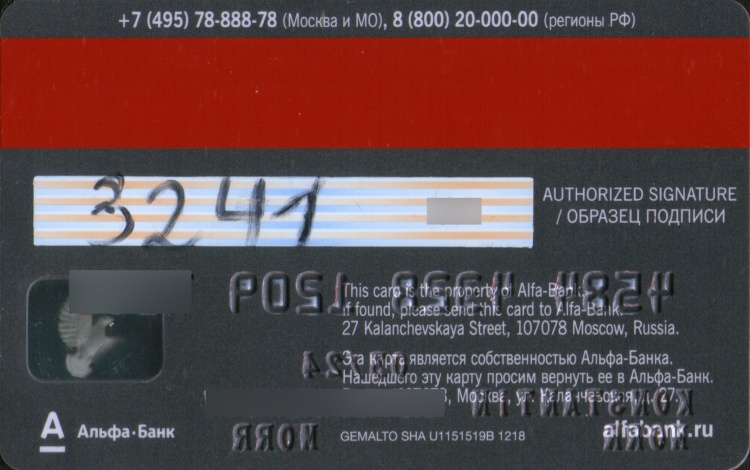 +7 (495) 78-888-78 (Москва и МО), 8 (800) 20-000-00 (регионы РФ)
3241
AUTHORIZED SIGNATURE
/ ОБРАЗЕЦ ПОДПИСИ
This card is the property of Alfa-Bank.
If found, please send this card to Alfa-Bank.
27 Kalanchevskaya Street, 107078 Moscow, Russia.
Эта карта является собственностью Альфа-Банка.
Нашедшего эту карту просим вернуть ее в Альфа-Банк.
Москва, ул. Каланчевская, д. 27.
Альфа·Банк
GEMALTO SHA U1151519B 1218
alfabank.ru